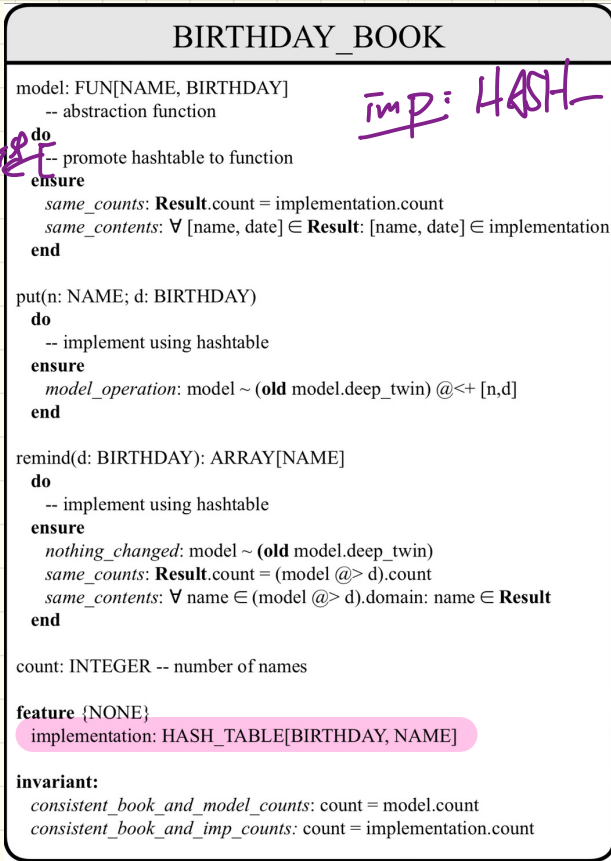 BIRTHDAY_BOOK
imp: HASH
model: FUN[NAME, BIRTHDAY]
-- abstraction function
do
-- promote hashtable to function
ensure
same_counts: Result.count = implementation.count
same_contents: ∀ [name, date] ∈ Result: [name, date] ∈ implementation
end
put(n: NAME; d: BIRTHDAY)
do
-- implement using hashtable
ensure
model_operation: model ~ (old model.deep_twin) @<+ [n,d]
end
remind(d: BIRTHDAY): ARRAY[NAME]
do
-- implement using hashtable
ensure
nothing_changed: model ~ (old model.deep_twin)
same_counts: Result.count = (model @> d).count
same_contents: ∀ name ∈ (model @> d).domain: name ∈ Result
end
count: INTEGER -- number of names
feature {NONE}
implementation: HASH_TABLE[BIRTHDAY, NAME]
invariant:
consistent_book_and_model_counts: count = model.count
consistent_book_and_imp_counts: count = implementation.count